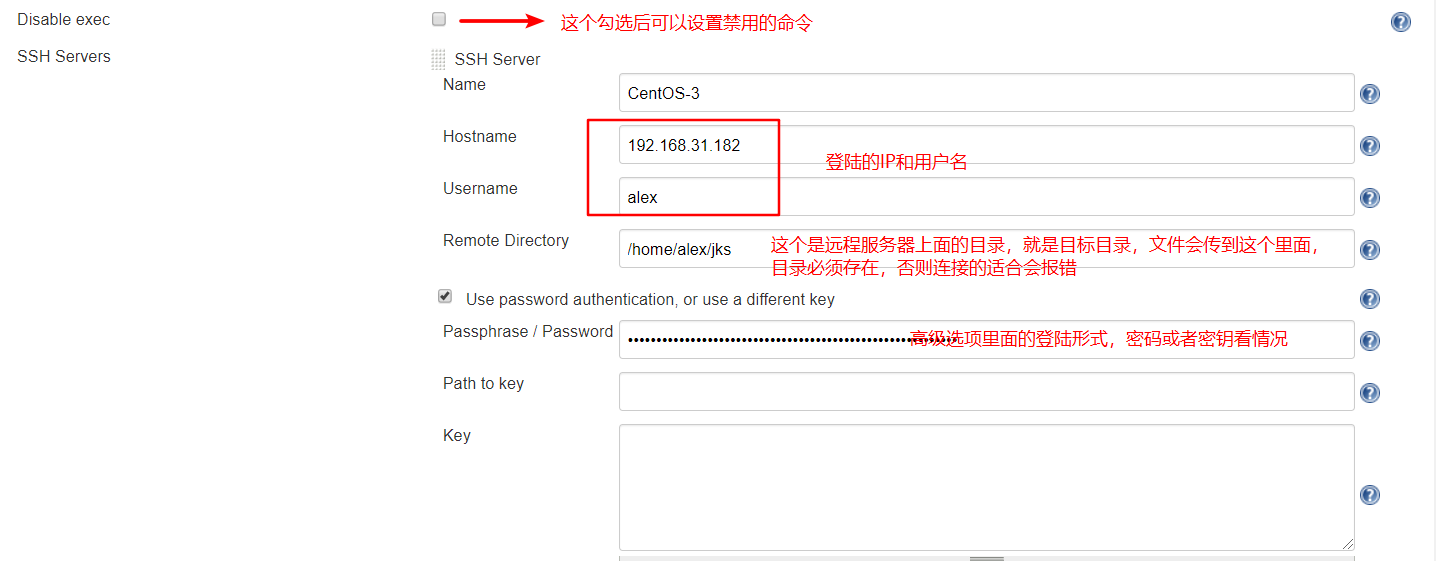 Disable exec
这个勾选后可以设置禁用的命令
SSH Servers
SSH Server
Name
CentOS-3
Hostname
192.168.31.182
登陆的IP和用户名
Username
alex
Remote Directory
/home/alex/jks
这个是远程服务器上面的目录，就是目标目录，文件会传到这个里面，
目录必须存在，否则连接的适合会报错
Use password authentication, or use a different key
Passphrase / Password
高级选项里面的登陆形式，密码或者密钥看情况
Path to key
Key